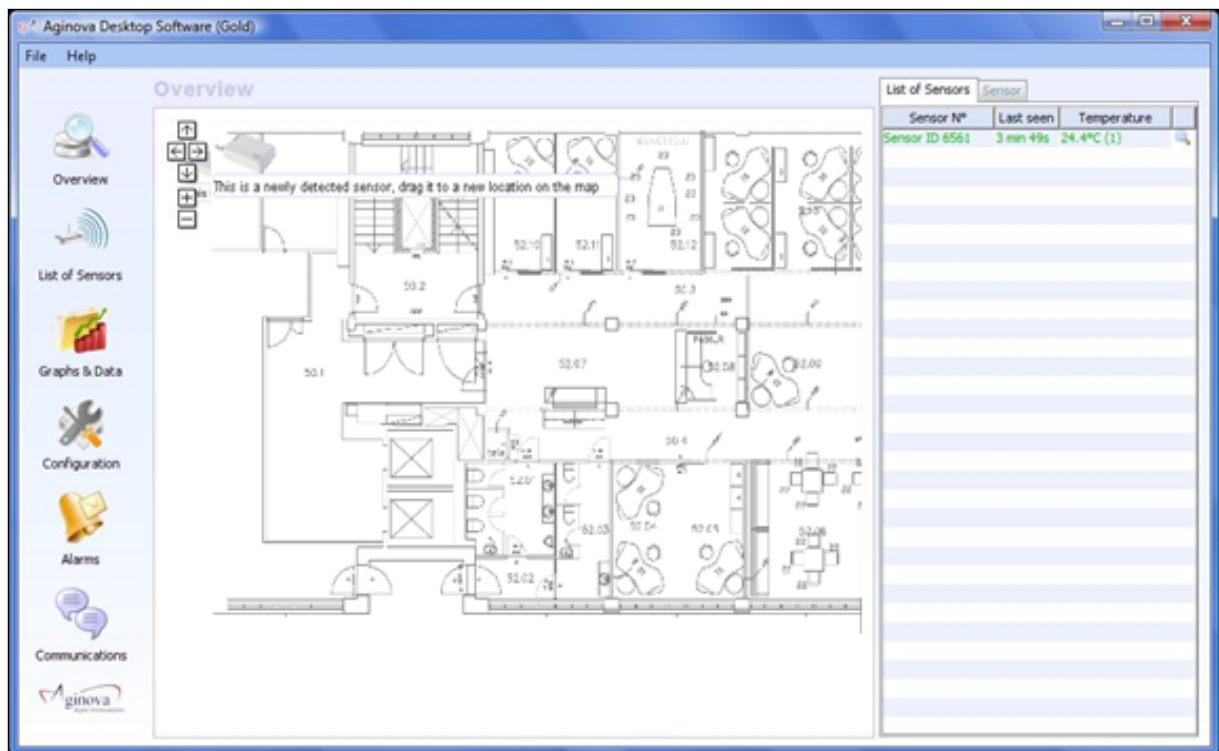 Aginova Desktop Software (Gold)
File Help
Overview
Overview
List of Sensors
Graphs & Data
Configuration
Alarms
Communications
Aginova
This is a newly detected sensor, drag it to a new location on the map
52.10
52.11
52.12
50.2
50.3
50.1
52.07
52.08
52.09
50.4
52.01
52.03
52.04
52.05
52.06
52.02
List of Sensors Sensor
Sensor N° Last seen Temperature
Sensor ID 6561 3 min 49s 24.4°C (1)